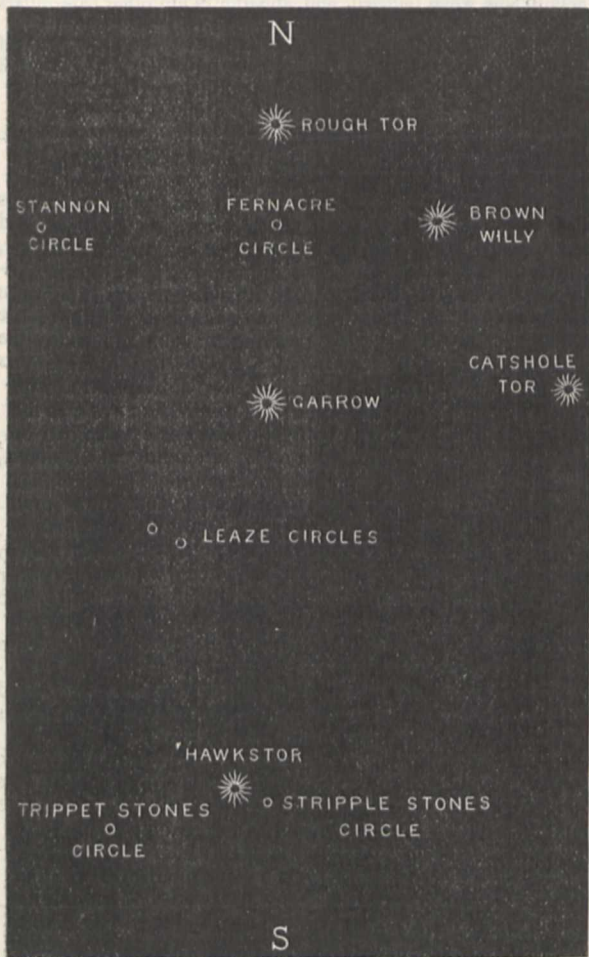 N
ROUGH TOR
STANNON
CIRCLE
FERNACRE
CIRCLE
BROWN
WILLY
CATSHOLE
TOR
GARROW
LEAZE CIRCLES
HAWKSTOR
TRIPPET STONES
CIRCLE
STRIPPLE STONES
CIRCLE
S